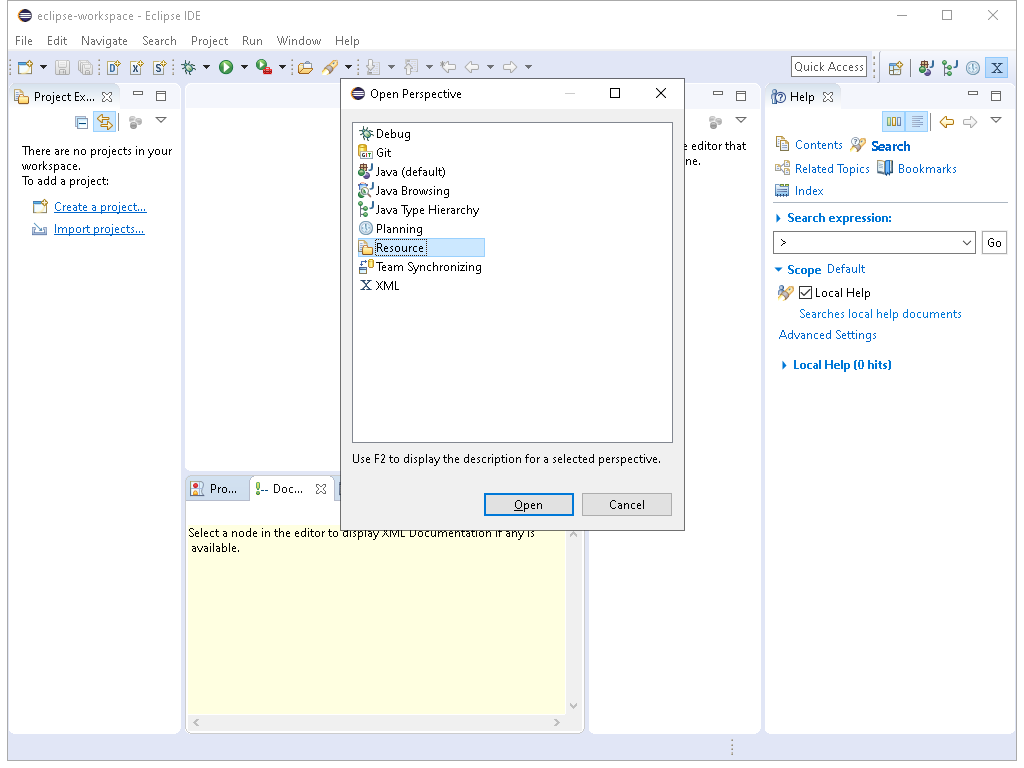 eclipse-workspace - Eclipse IDE
File Edit Navigate Search Project Run Window Help
Quick Access
Project Ex...
There are no projects in your
workspace.
To add a project:
Create a project...
Import projects...
Open Perspective
Debug
Git
Java (default)
Java Browsing
Java Type Hierarchy
Planning
Resource
Team Synchronizing
XML
Use F2 to display the description for a selected perspective.
Open Cancel
editor that
ne.
Pro... Doc...
Select a node in the editor to display XML Documentation if any is
available.
Help
Contents Search
Related Topics Bookmarks
Index
Search expression:
> Go
Scope Default
Local Help
Searches local help documents
Advanced Settings
Local Help (0 hits)